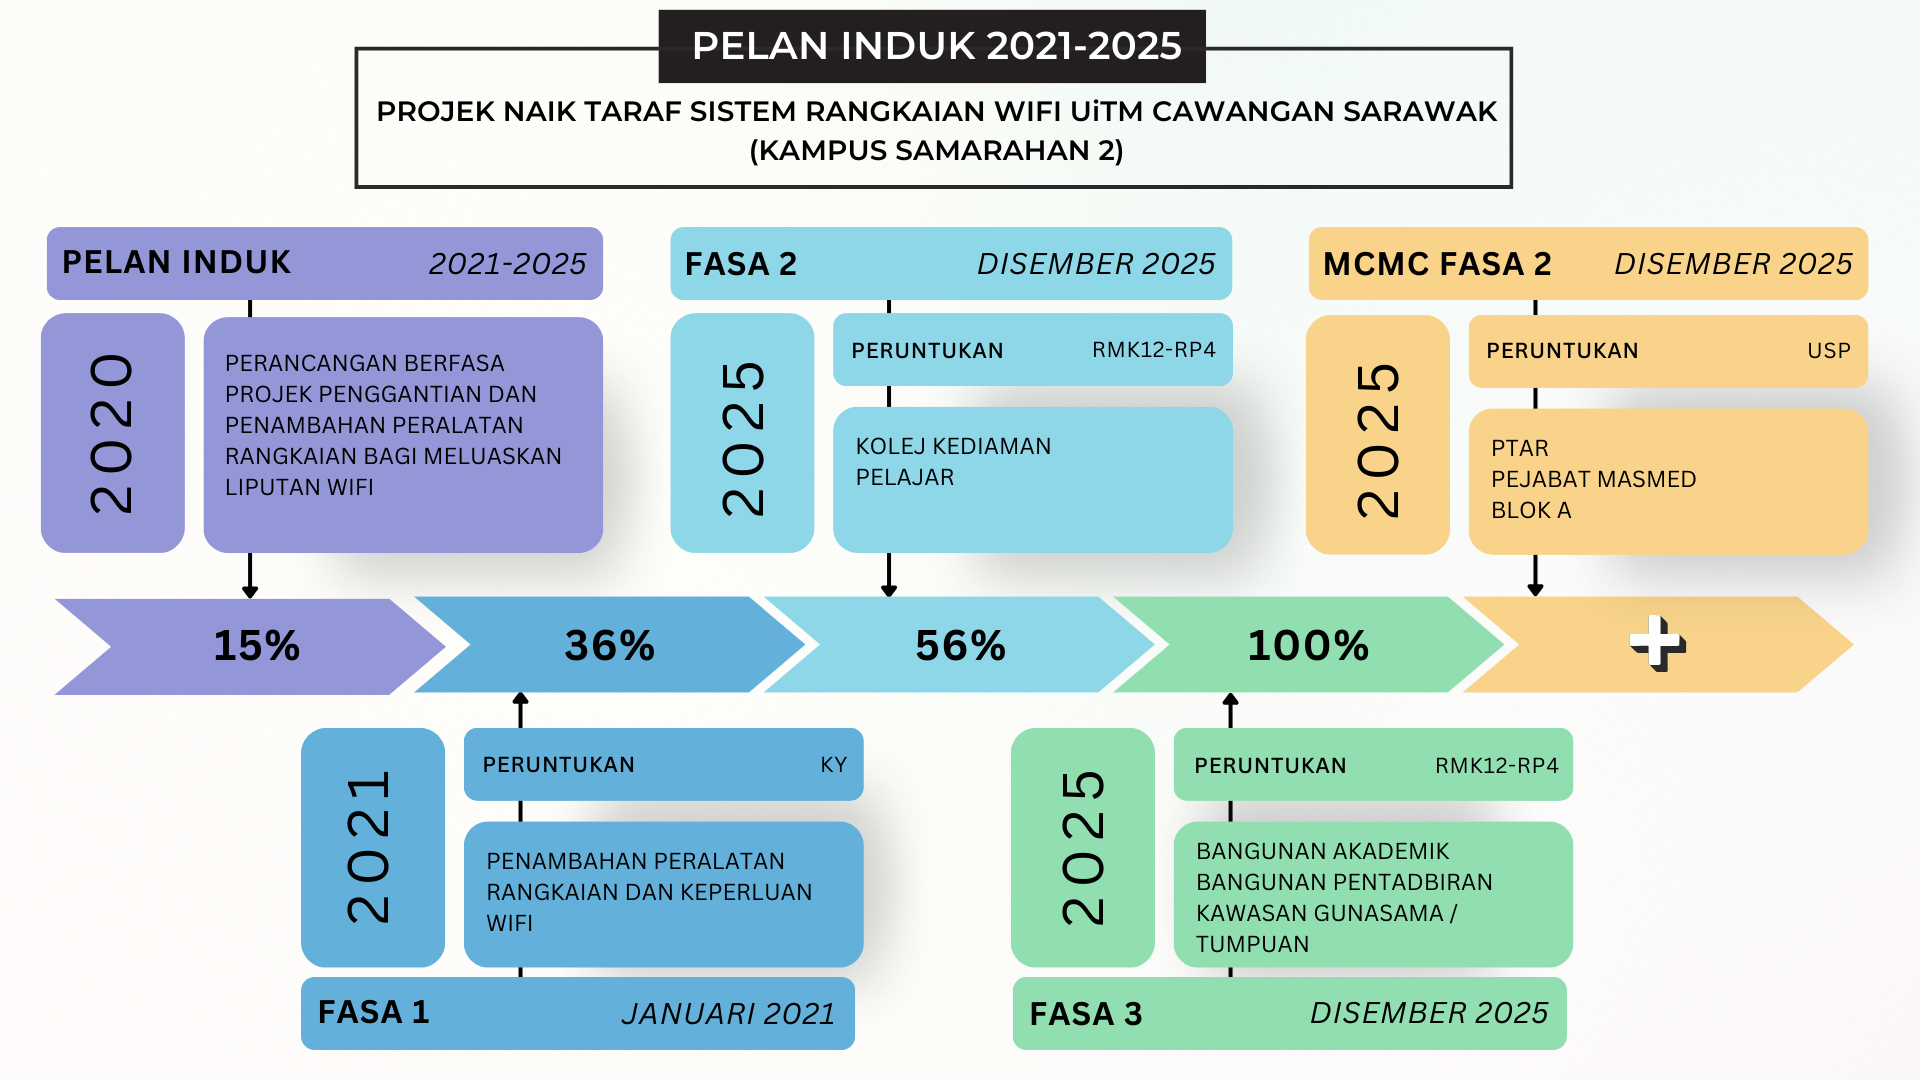 PELAN INDUK 2021-2025
PROJEK NAIK TARAF SISTEM RANGKAIAN WIFI UiTM CAWANGAN SARAWAK
(KAMPUS SAMARAHAN 2)
PELAN INDUK 2021-2025
2020
PERANCANGAN BERFASA
PROJEK PENGGANTIAN DAN
PENAMBAHAN PERALATAN
RANGKAIAN BAGI MELUASKAN
LIPUTAN WIFI
FASA 2 DISEMBER 2025
2025
PERUNTUKAN RMK12-RP4
KOLEJ KEDIAMAN
PELAJAR
MCMC FASA 2 DISEMBER 2025
2025
PERUNTUKAN USP
PTAR
PEJABAT MASMED
BLOK A
15%
36%
56%
100%
+
2021
PERUNTUKAN KY
PENAMBAHAN PERALATAN
RANGKAIAN DAN KEPERLUAN
WIFI
FASA 1 JANUARI 2021
2025
PERUNTUKAN RMK12-RP4
BANGUNAN AKADEMIK
BANGUNAN PENTADBIRAN
KAWASAN GUNASAMA /
TUMPUAN
FASA 3 DISEMBER 2025